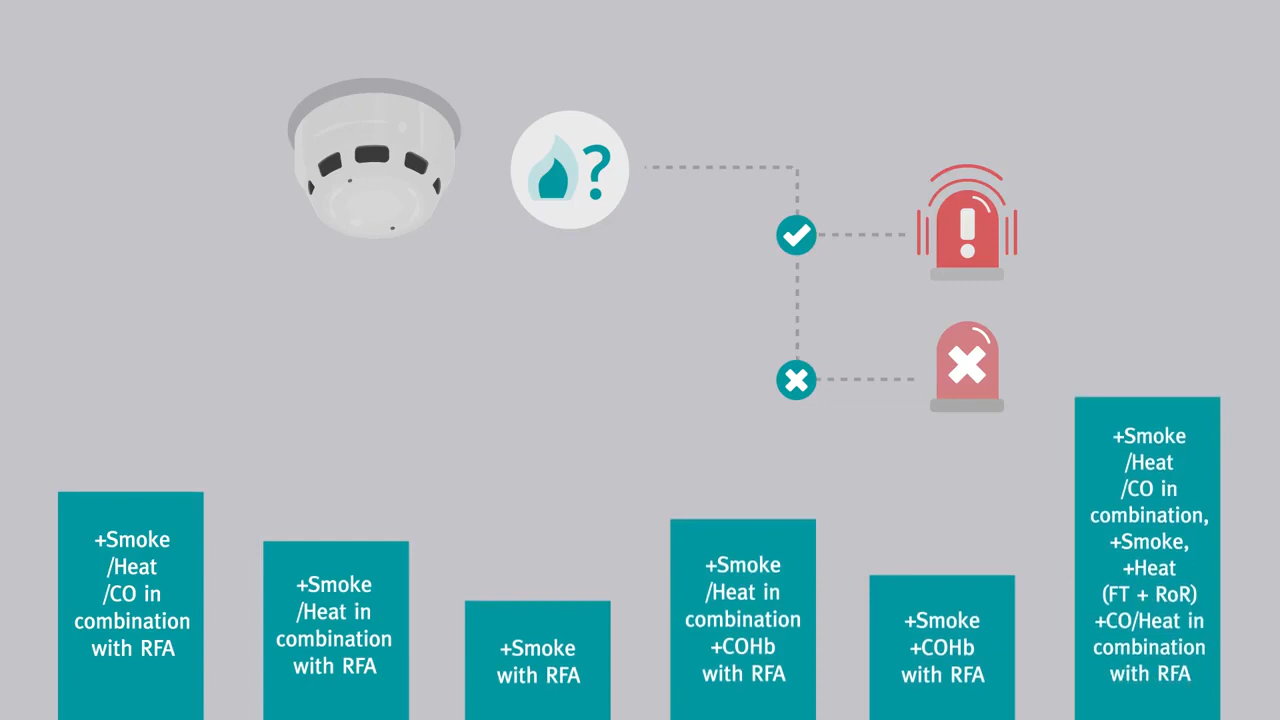 ?
!
+Smoke
/Heat
/CO in
combination
with RFA
+Smoke
/Heat in
combination
with RFA
+Smoke
with RFA
+Smoke
/Heat in
combination
+COHb
with RFA
+Smoke
+COHb
with RFA
+Smoke
/Heat
/CO in
combination,
+Smoke,
+Heat
(FT + RoR)
+CO/Heat in
combination
with RFA